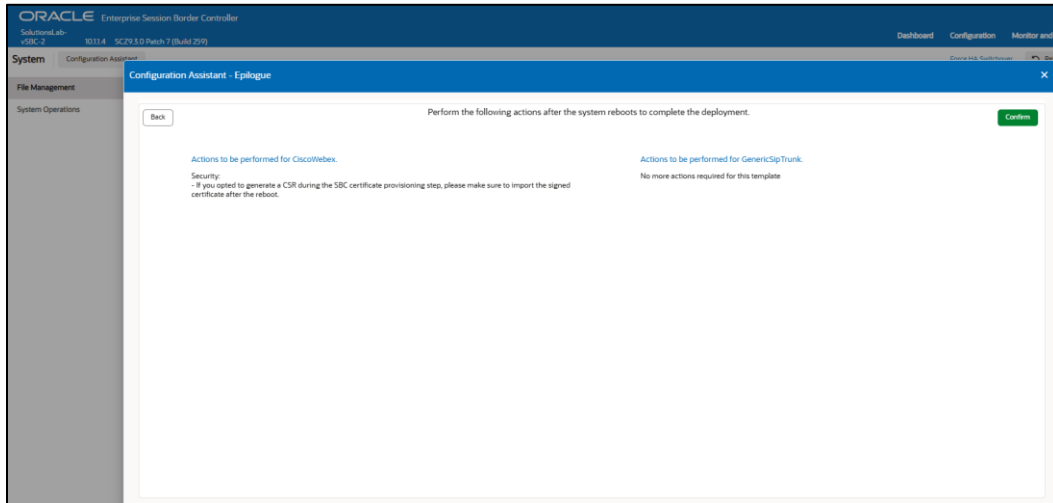 ORACLE Enterprise Session Border Controller
SolutionsLab-
vSBC-2 10.1.1.4 SCZ9.3.0 Patch 7 (Build 259)
Dashboard Configuration Monitor and
System Configuration Assistant Force HA Switchover
Configuration Assistant - Epilogue
File Management
System Operations
Back
Perform the following actions after the system reboots to complete the deployment.
Confirm
Actions to be performed for CiscoWebex.
Security:
- If you opted to generate a CSR during the SBC certificate provisioning step, please make sure to import the signed
certificate after the reboot.
Actions to be performed for GenericSipTrunk.
No more actions required for this template